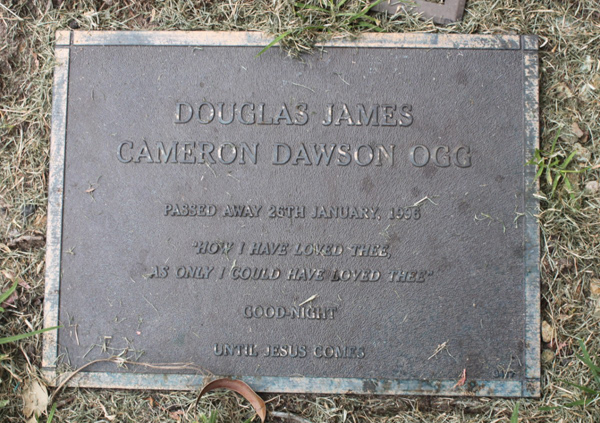 DOUGLAS JAMES
CAMERON DAWSON OGG
PASSED AWAY 26TH JANUARY, 1996
"HOW I HAVE LOVED THEE,
AS ONLY I COULD HAVE LOVED THEE"
GOOD-NIGHT
UNTIL JESUS COMES